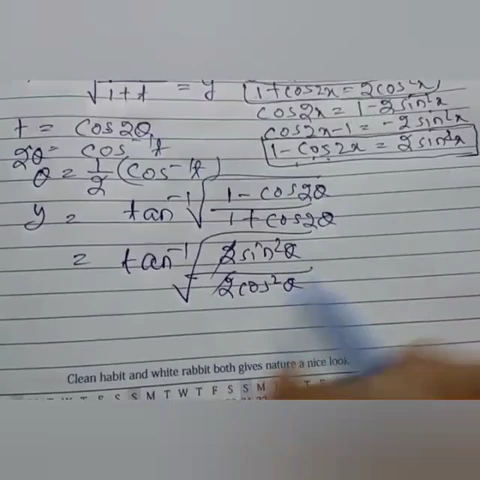 √1+t = y
1+cos2x = 2cos²x
cos2x = 1-2sin²x
t = cos2θ
cos2x-1 = -2sin²x
2θ = cos⁻¹t
1-cos2x = 2sin²x
θ = 1/2 (cos⁻¹t)
y = tan⁻¹√1-cos2θ/1+cos2θ
= tan⁻¹√2sin²θ/2cos²θ
Clean habit and white rabbit both gives nature a nice look.
S S M T W T F S S M T